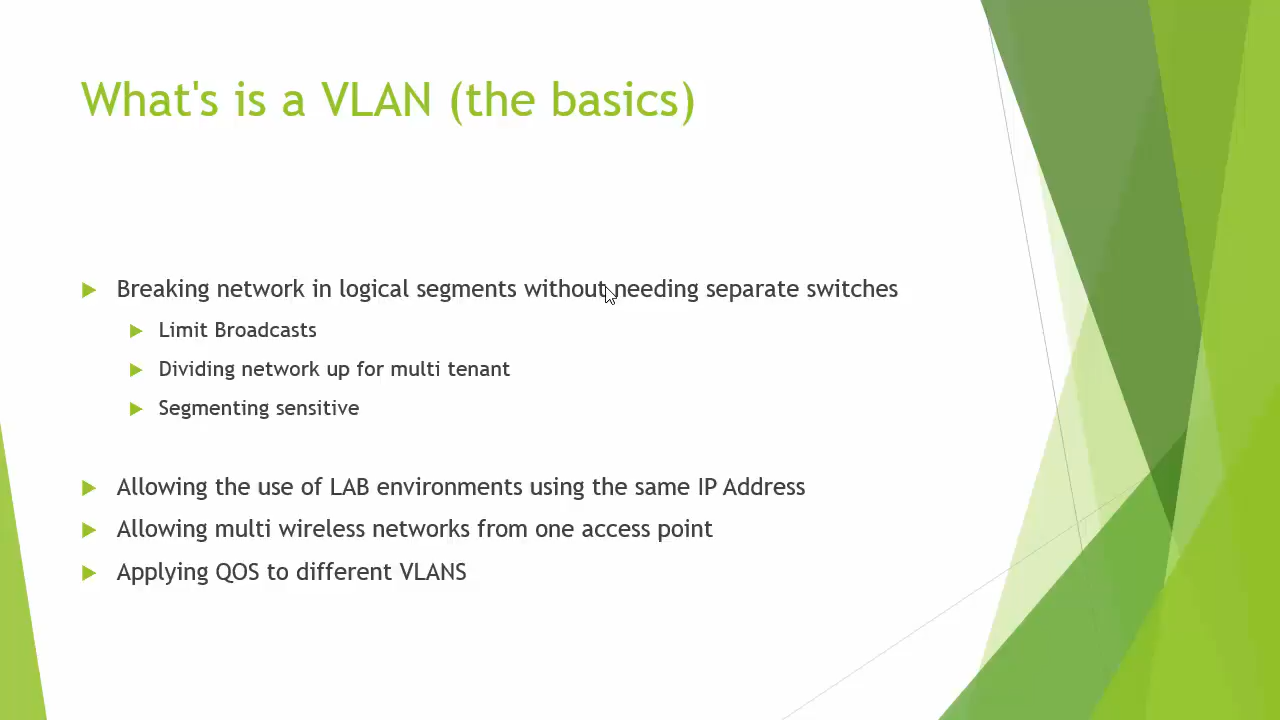 What's is a VLAN (the basics)
Breaking network in logical segments without needing separate switches
Limit Broadcasts
Dividing network up for multi tenant
Segmenting sensitive
Allowing the use of LAB environments using the same IP Address
Allowing multi wireless networks from one access point
Applying QOS to different VLANS